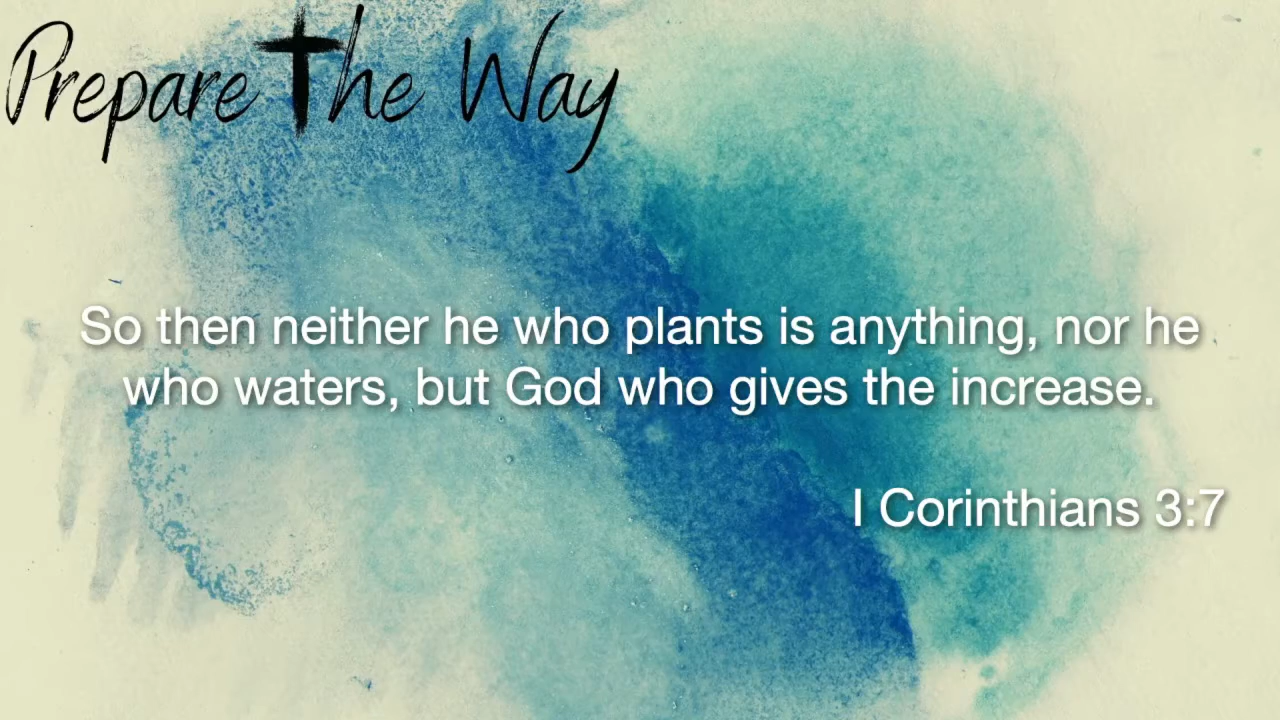 Prepare The Way
So then neither he who plants is anything, nor he
who waters, but God who gives the increase.
I Corinthians 3:7